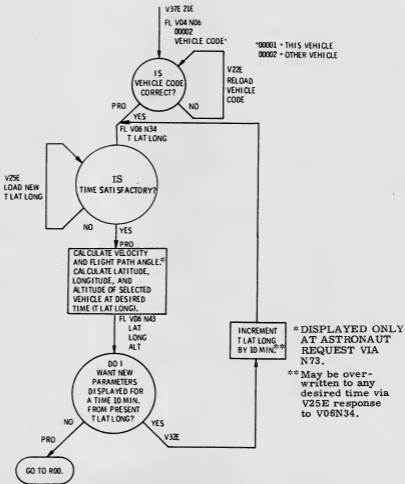 V37E 21E
FL V04 N06
00002
VEHICLE CODE*
*00001 - THIS VEHICLE
00002 - OTHER VEHICLE
IS
VEHICLE CODE
CORRECT?
V22E
RELOAD
VEHICLE
CODE
PRO
YES
NO
FL V06 N34
T LAT LONG
V25E
LOAD NEW
T LAT LONG
IS
TIME SATISFACTORY?
NO
YES
PRO
CALCULATE VELOCITY
AND FLIGHT PATH ANGLE.*
CALCULATE LATITUDE,
LONGITUDE, AND
ALTITUDE OF SELECTED
VEHICLE AT DESIRED
TIME (T LAT LONG).
FL V06 N43
LAT
LONG
ALT
INCREMENT
T LAT LONG
BY 10 MIN.**
*DISPLAYED ONLY
AT ASTRONAUT
REQUEST VIA
N73.
**May be over-
written to any
desired time via
V25E response
to V06N34.
DO I
WANT NEW
PARAMETERS
DISPLAYED FOR
A TIME 10 MIN.
FROM PRESENT
T LAT LONG?
NO
YES
PRO
V32E
GO TO R00.